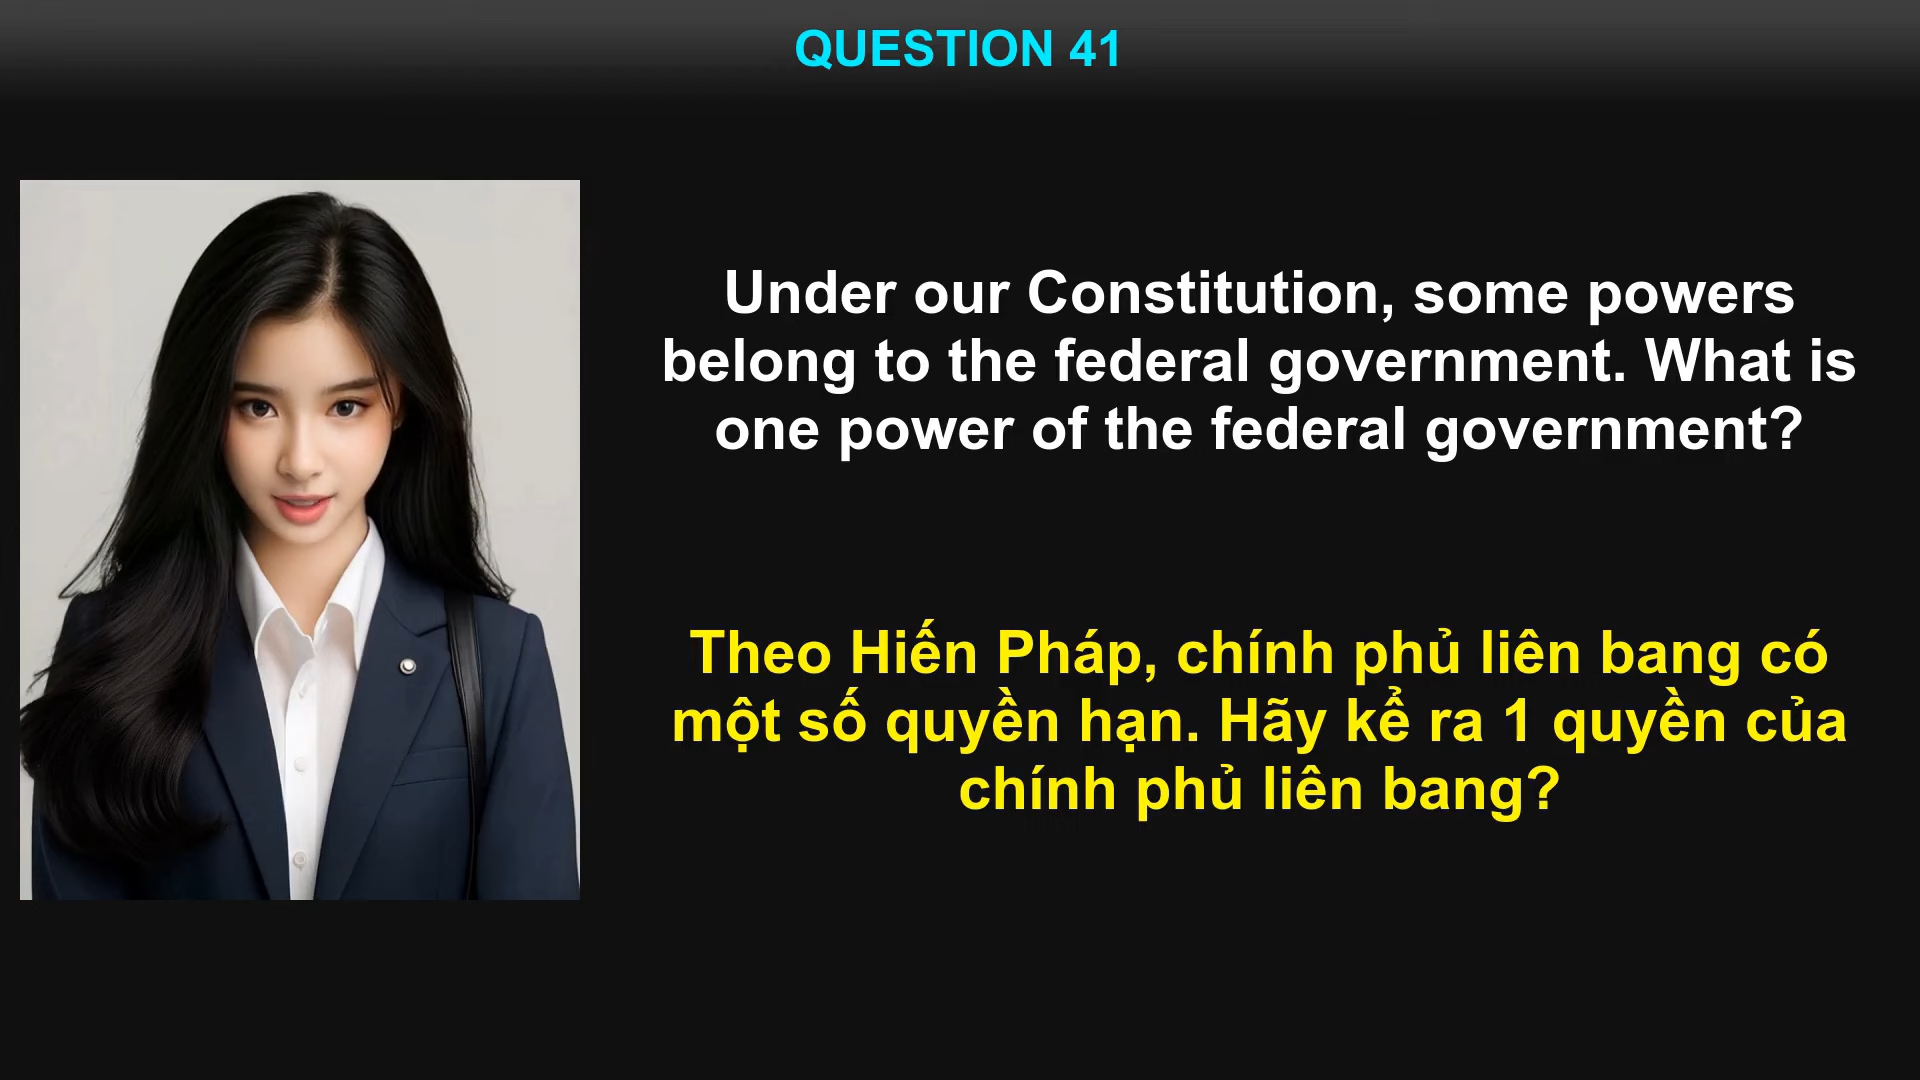 QUESTION 41
Under our Constitution, some powers
belong to the federal government. What is
one power of the federal government?
Theo Hiến Pháp, chính phủ liên bang có
một số quyền hạn. Hãy kể ra 1 quyền của
chính phủ liên bang?